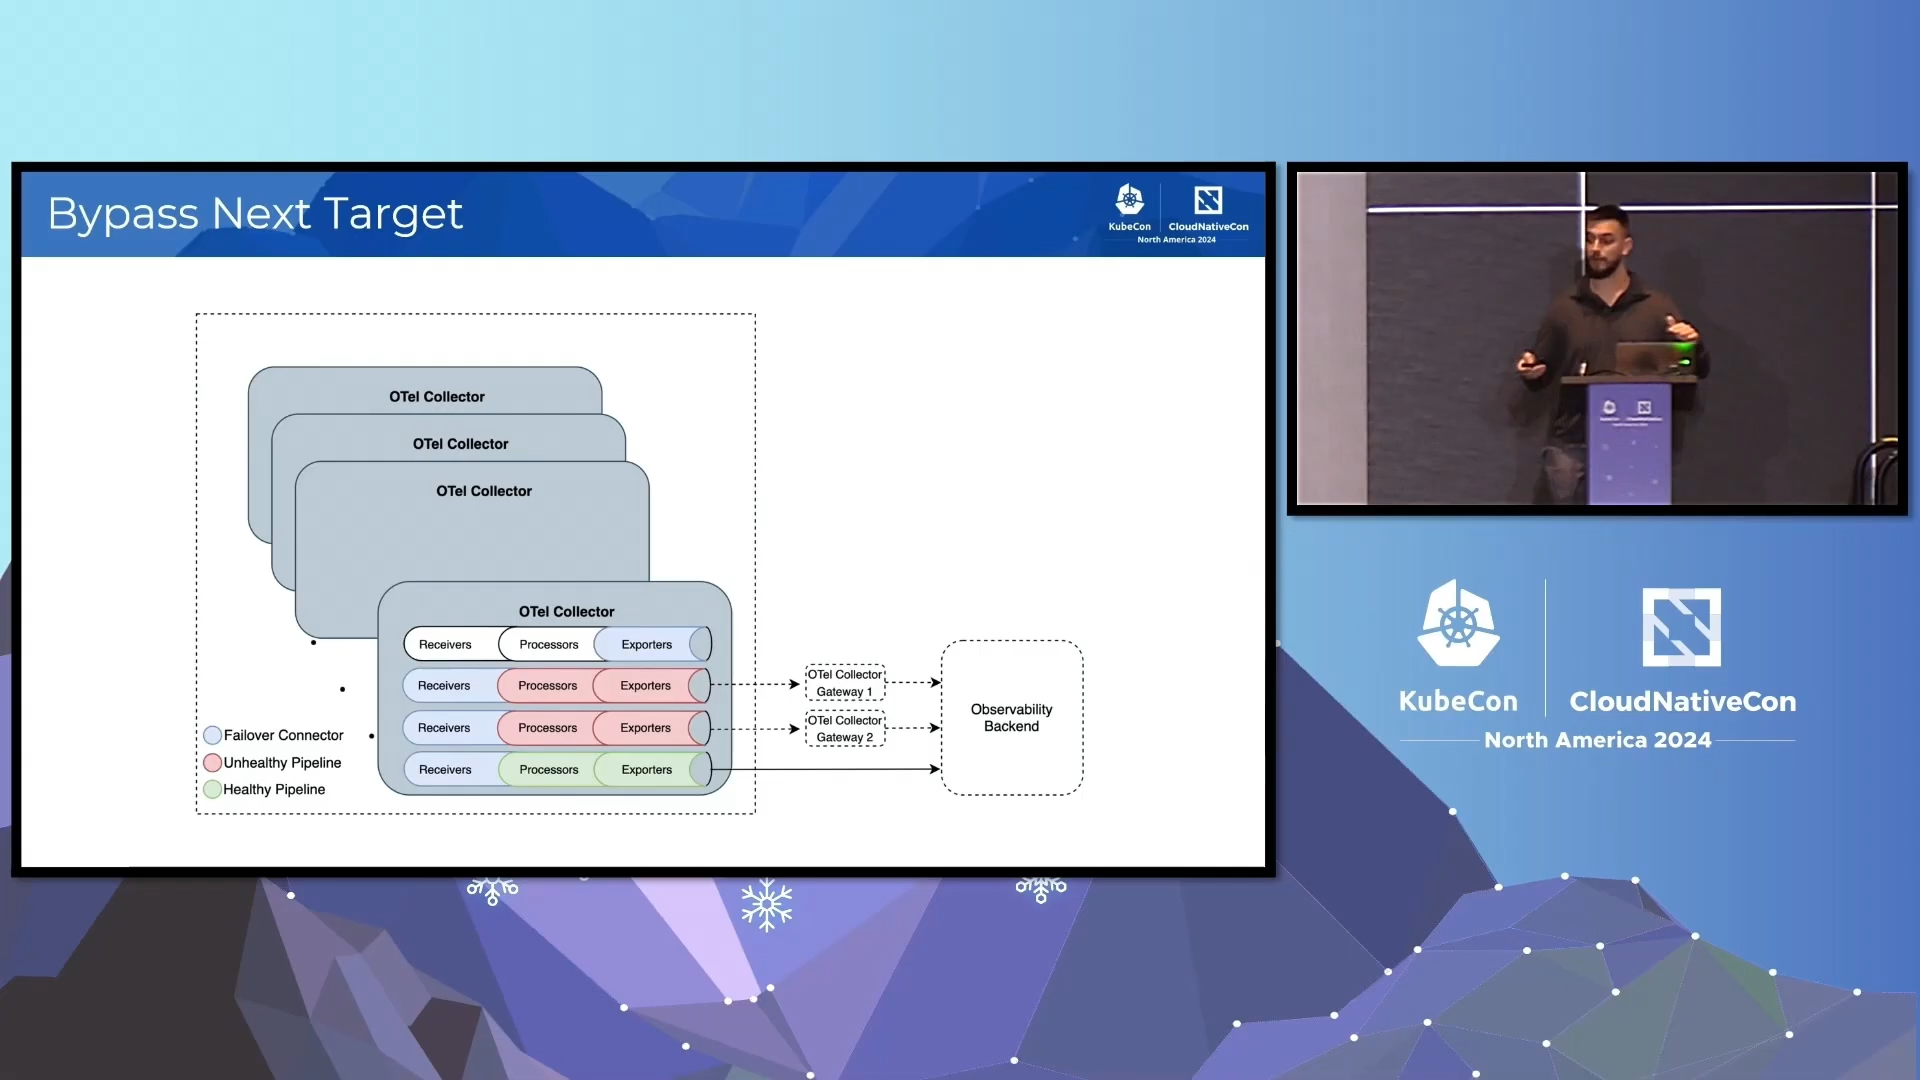 Bypass Next Target
KubeCon
CloudNativeCon
North America 2024
OTel Collector
OTel Collector
OTel Collector
OTel Collector
Receivers
Processors
Exporters
Receivers
Processors
Exporters
Receivers
Processors
Exporters
Receivers
Processors
Exporters
Failover Connector
Unhealthy Pipeline
Healthy Pipeline
OTel Collector
Gateway 1
OTel Collector
Gateway 2
Observability
Backend
KubeCon
CloudNativeCon
North America 2024